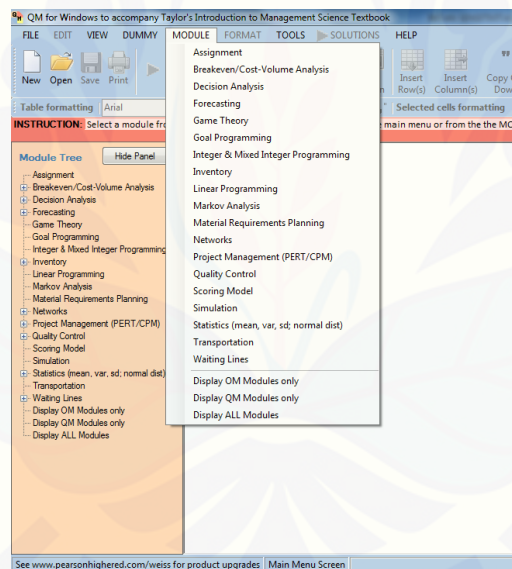 QM for Windows to accompany Taylor's Introduction to Management Science Textbook
FILE EDIT VIEW DUMMY MODULE FORMAT TOOLS SOLUTIONS HELP
New Open Save Print
Insert Row(s)
Insert Column(s)
Copy
Dow
Table formatting Arial
Selected cells formatting
INSTRUCTION: Select a module fro
main menu or from the the MO
Module Tree Hide Panel
Assignment
Breakeven/Cost-Volume Analysis
Decision Analysis
Forecasting
Game Theory
Goal Programming
Integer & Mixed Integer Programming
Inventory
Linear Programming
Markov Analysis
Material Requirements Planning
Networks
Project Management (PERT/CPM)
Quality Control
Scoring Model
Simulation
Statistics (mean, var, sd; normal dist)
Transportation
Waiting Lines
Display OM Modules only
Display QM Modules only
Display ALL Modules
Assignment
Breakeven/Cost-Volume Analysis
Decision Analysis
Forecasting
Game Theory
Goal Programming
Integer & Mixed Integer Programming
Inventory
Linear Programming
Markov Analysis
Material Requirements Planning
Networks
Project Management (PERT/CPM)
Quality Control
Scoring Model
Simulation
Statistics (mean, var, sd; normal dist)
Transportation
Waiting Lines
Display OM Modules only
Display QM Modules only
Display ALL Modules
See www.pearsonhighered.com/weiss for product upgrades Main Menu Screen